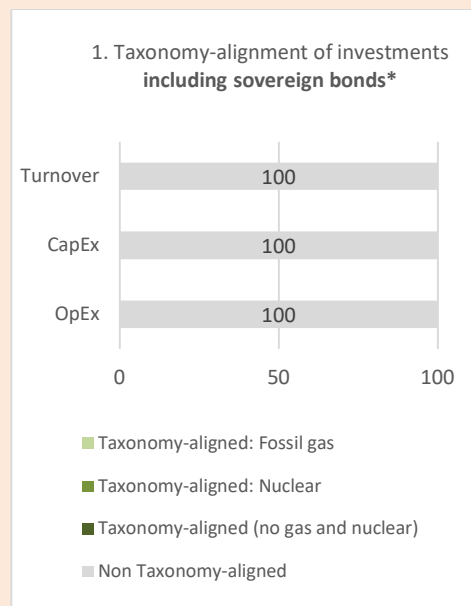 1. Taxonomy-alignment of investments
including sovereign bonds*
Turnover 100
CapEx 100
OpEx 100
0 50 100
Taxonomy-aligned: Fossil gas
Taxonomy-aligned: Nuclear
Taxonomy-aligned (no gas and nuclear)
Non Taxonomy-aligned